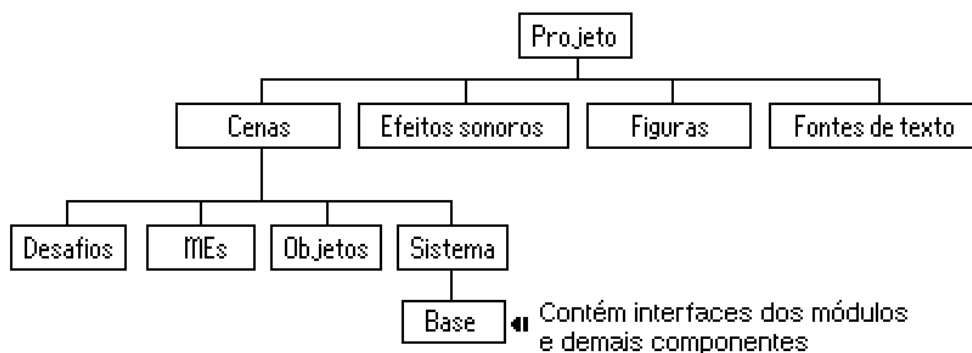 Projeto
Cenas
Efeitos sonoros
Figuras
Fontes de texto
Desafios
MEs
Objetos
Sistema
Base
Contém interfaces dos módulos
e demais componentes